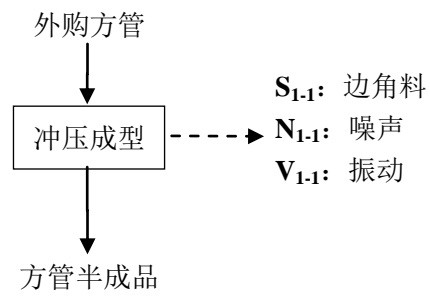 外购方管
S1-1：边角料
冲压成型
N1-1：噪声
V1-1：振动
方管半成品